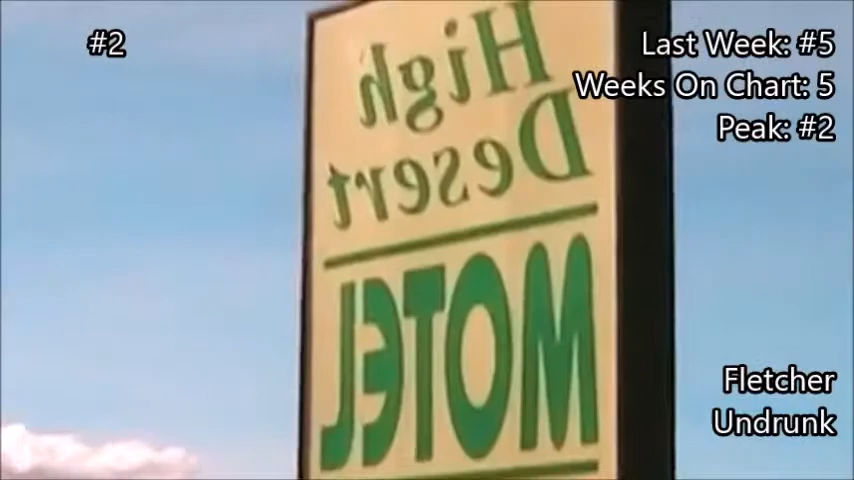 #2
Last Week: #5
Weeks On Chart: 5
Peak: #2
High
Desert
MOTEL
Fletcher
Undrunk